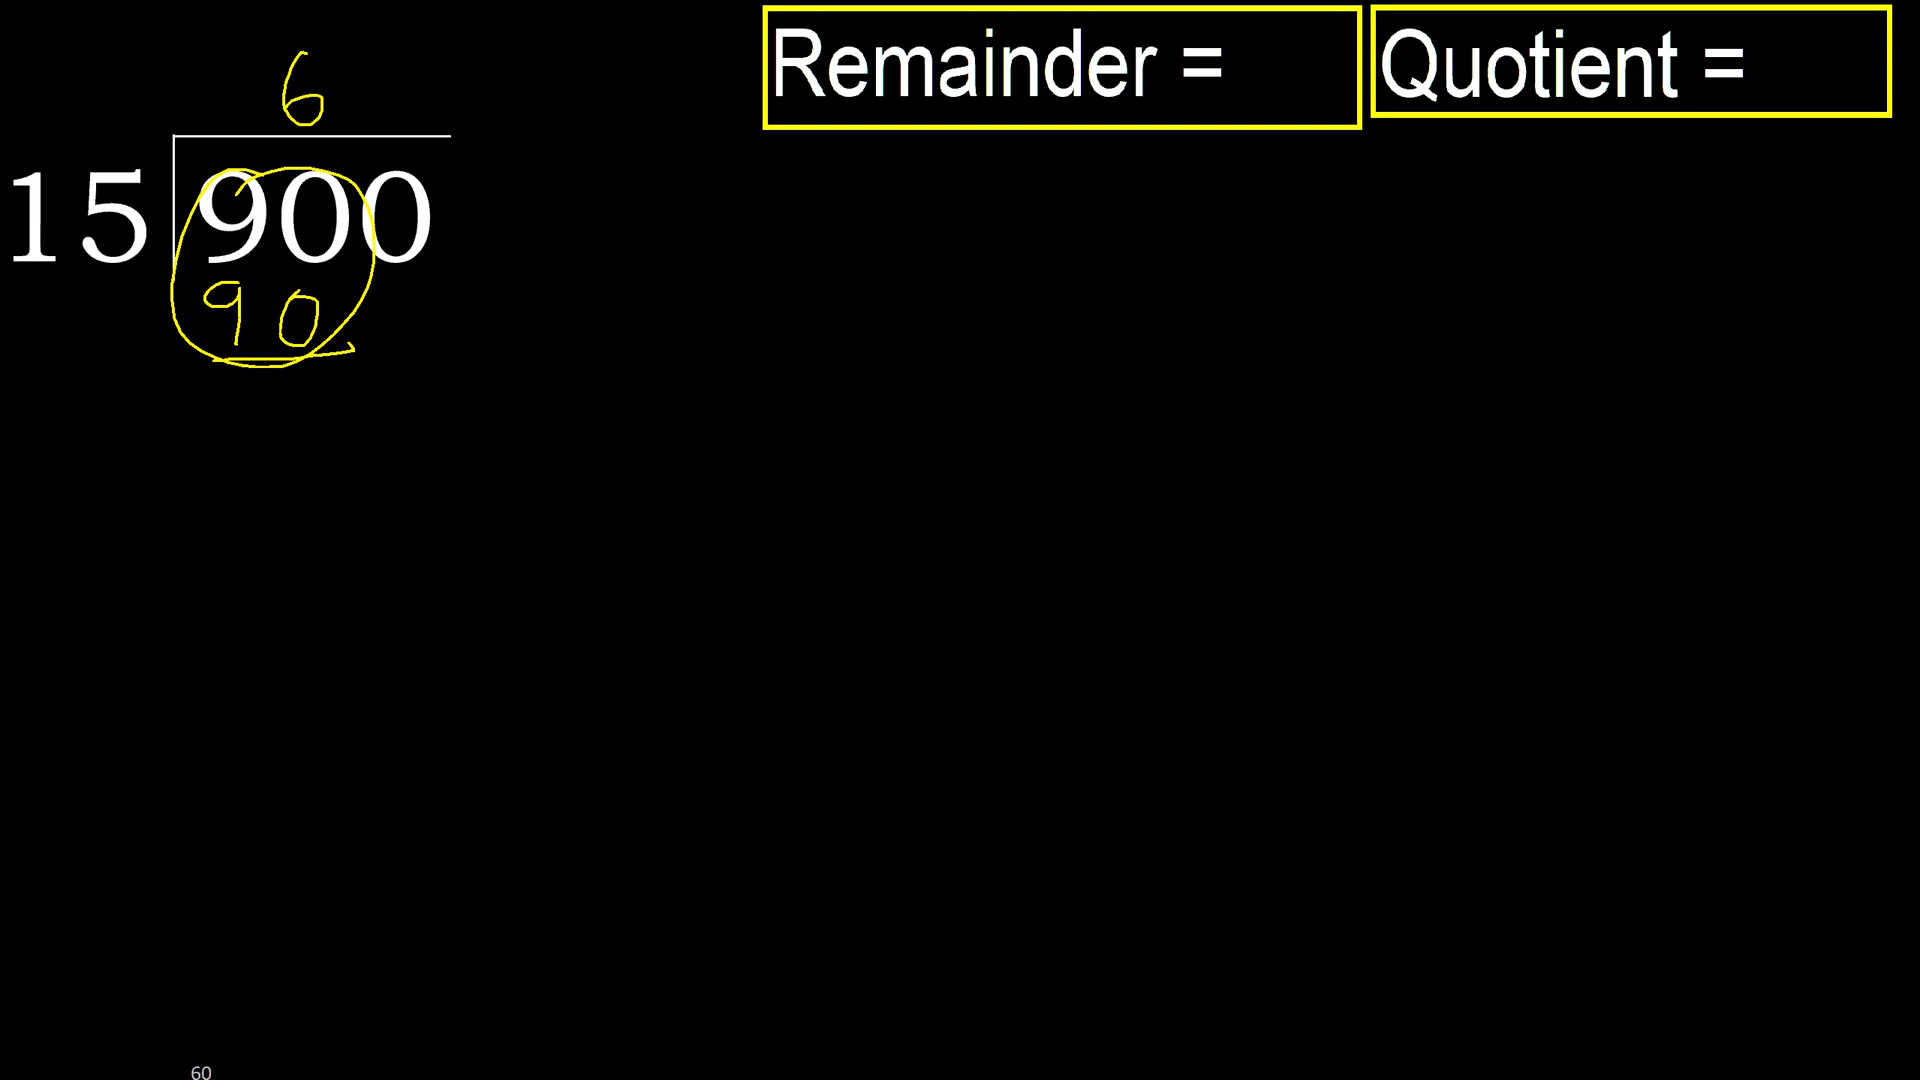 6
15 900
90
Remainder =
Quotient =
60